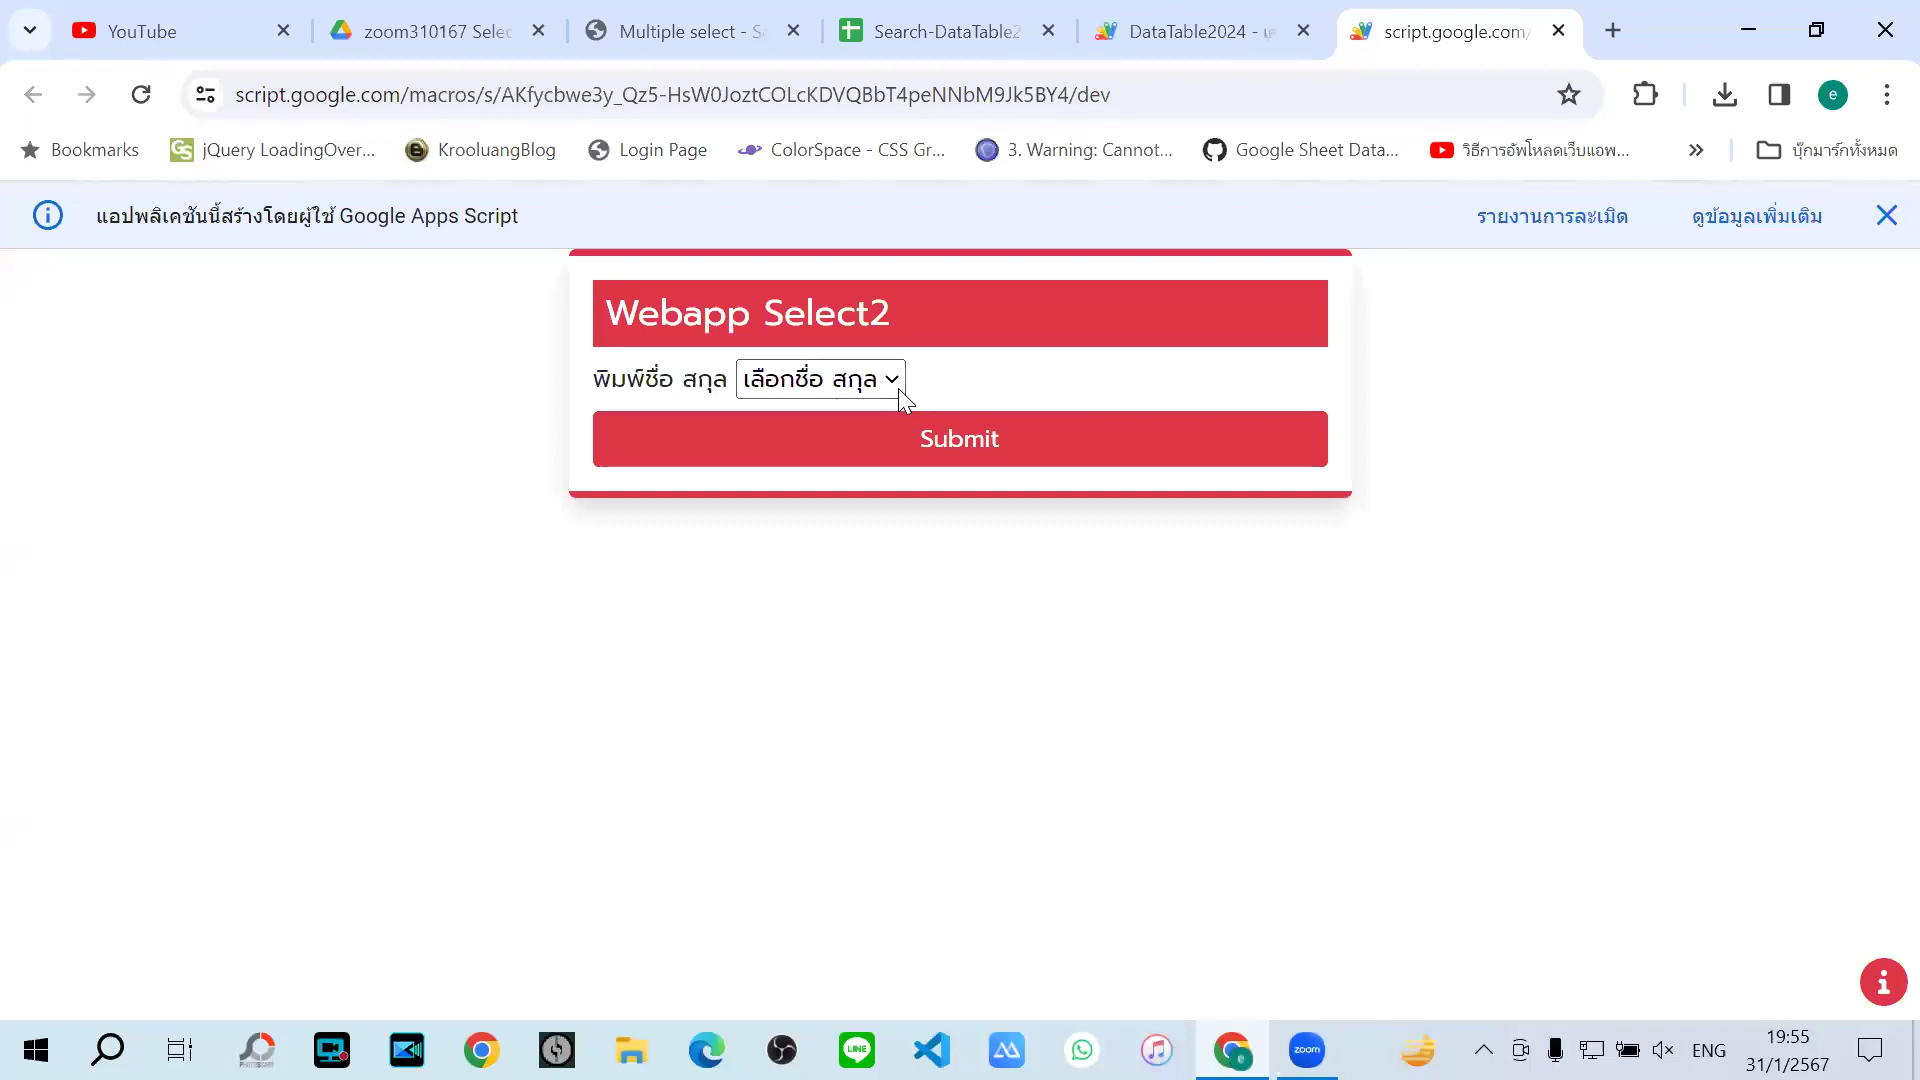 YouTube
zoom310167 Selec
Multiple select - S
Search-DataTable2
DataTable2024 - เ
script.google.com/
script.google.com/macros/s/AKfycbwe3y_Qz5-HsW0JoztCOLcKDVQBbT4peNNbM9Jk5BY4/dev
e
Bookmarks
jQuery LoadingOver...
KrooluangBlog
Login Page
ColorSpace - CSS Gr...
3. Warning: Cannot...
Google Sheet Data...
วิธีการอัพโหลดเว็บแอพ...
บุ๊กมาร์กทั้งหมด
แอปพลิเคชันนี้สร้างโดยผู้ใช้ Google Apps Script
รายงานการละเมิด
ดูข้อมูลเพิ่มเติม
Webapp Select2
พิมพ์ชื่อ สกุล
เลือกชื่อ สกุล
Submit
LINE
zoom
ENG
19:55
31/1/2567